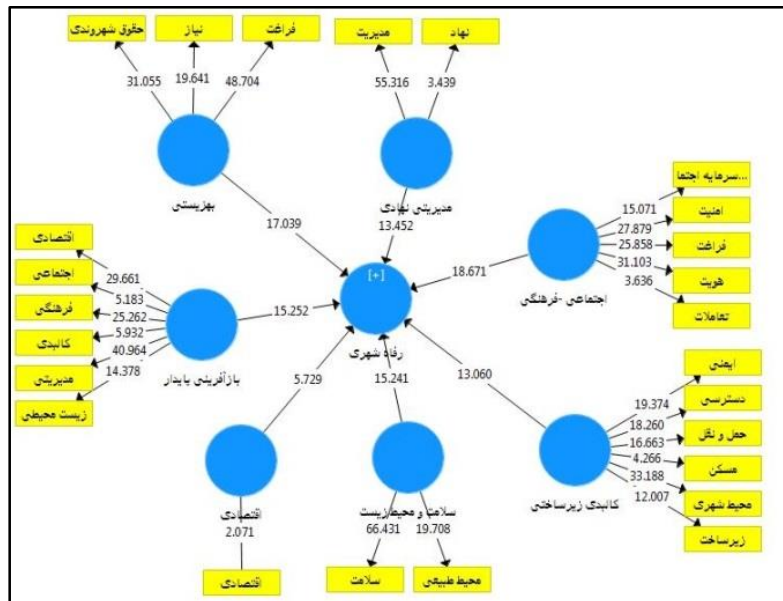 حقوق شهروندی
نیاز
فراغت
مدیریت
نهاد
31.055
19.641
48.704
55.316
3.439
بهزیستی
مدیریتی نهادی
17.039
13.452
سرمایه اجتما...
امنیت
فراغت
هویت
تعاملات
15.071
27.879
25.858
31.103
3.636
اجتماعی -فرهنگی
18.671
[+]
رفاه شهری
اقتصادی
اجتماعی
فرهنگی
کالبدی
مدیریتی
زیست محیطی
29.661
5.183
25.262
5.932
40.964
14.378
بازآفرینی پایدار
15.252
5.729
15.241
13.060
ایمنی
دسترسی
حمل و نقل
مسکن
محیط شهری
زیرساخت
19.374
18.260
16.663
4.266
33.188
12.007
کالبدی زیرساختی
اقتصادی
2.071
اقتصادی
سلامت و محیط زیست
66.431
19.708
سلامت
محیط طبیعی